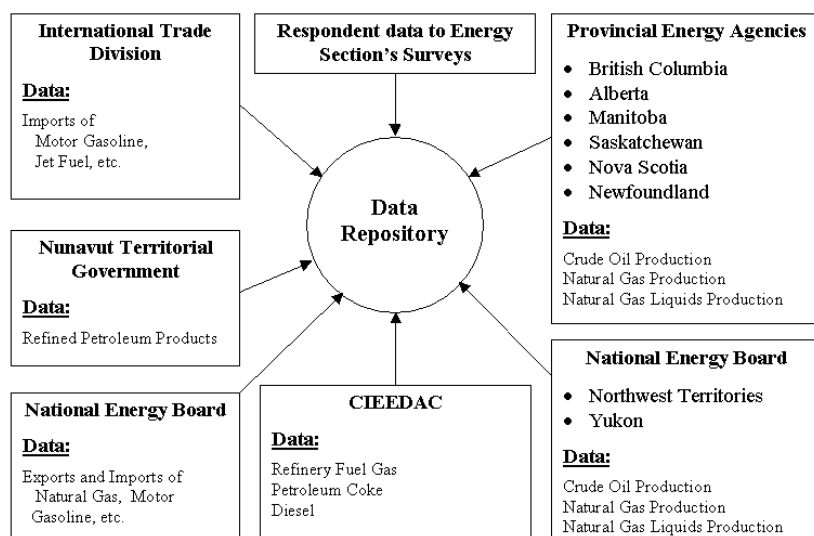 International Trade
Division
Data:
Imports of
Motor Gasoline,
Jet Fuel, etc.
Respondent data to Energy
Section's Surveys
Provincial Energy Agencies
• British Columbia
• Alberta
• Manitoba
• Saskatchewan
• Nova Scotia
• Newfoundland
Data:
Crude Oil Production
Natural Gas Production
Natural Gas Liquids Production
Data
Repository
Nunavut Territorial
Government
Data:
Refined Petroleum Products
National Energy Board
Data:
Exports and Imports of
Natural Gas, Motor
Gasoline, etc.
CIEEDAC
Data:
Refinery Fuel Gas
Petroleum Coke
Diesel
National Energy Board
• Northwest Territories
• Yukon
Data:
Crude Oil Production
Natural Gas Production
Natural Gas Liquids Production